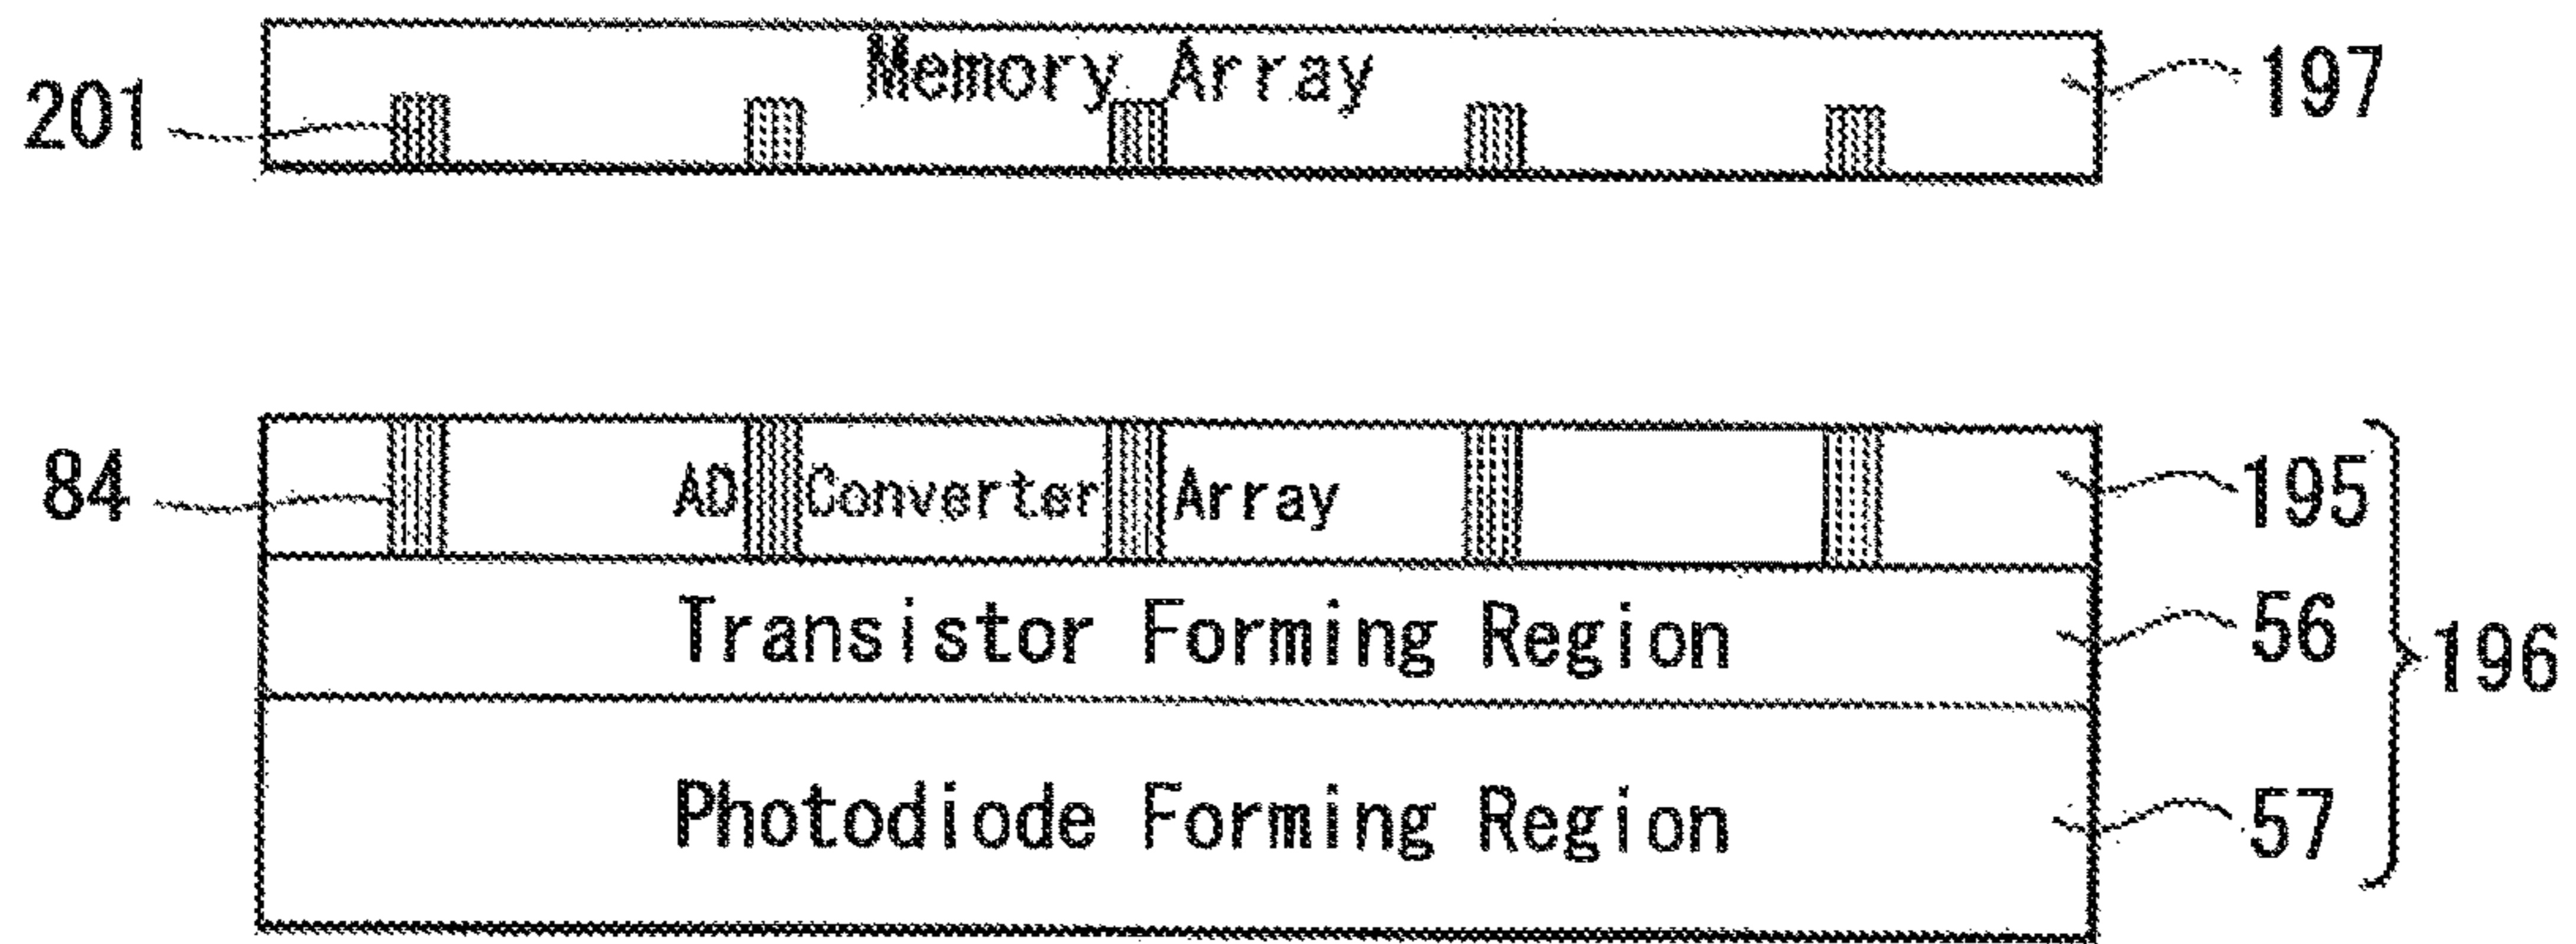 Memory Array
197
201
84
AD Converter Array
195
Transistor Forming Region
56
196
Photodiode Forming Region
57